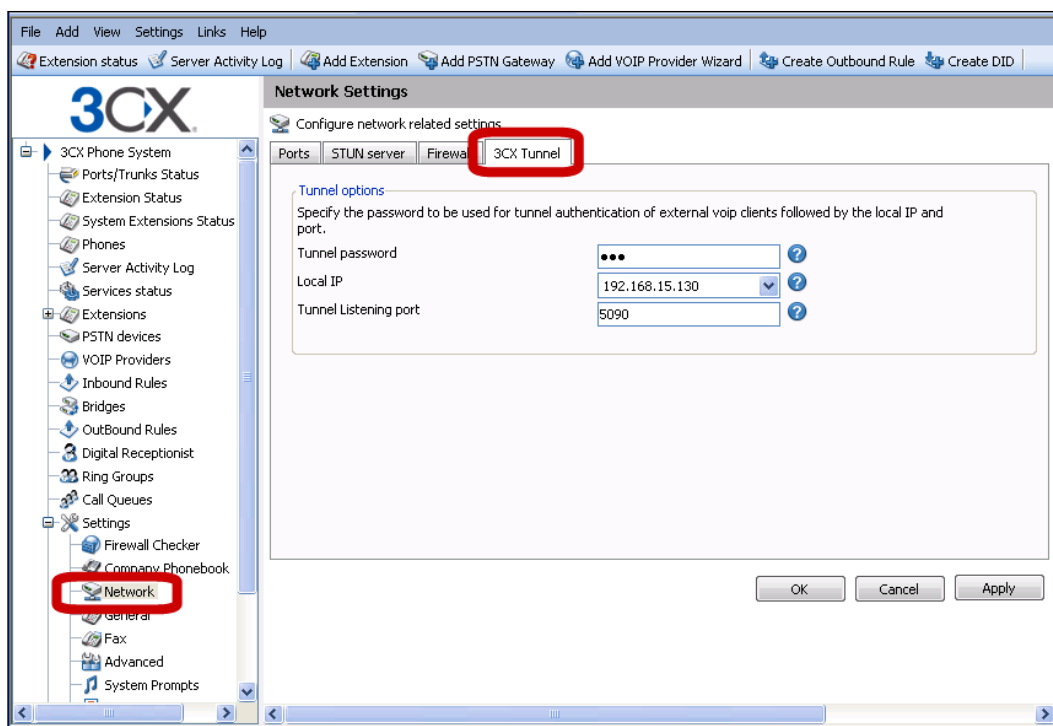 File Add View Settings Links Help
Extension status Server Activity Log Add Extension Add PSTN Gateway Add VOIP Provider Wizard Create Outbound Rule Create DID
3CX
3CX Phone System
Ports/Trunks Status
Extension Status
System Extensions Status
Phones
Server Activity Log
Services status
Extensions
PSTN devices
VOIP Providers
Inbound Rules
Bridges
OutBound Rules
Digital Receptionist
Ring Groups
Call Queues
Settings
Firewall Checker
Company Phonebook
Network
General
Fax
Advanced
System Prompts
Network Settings
Configure network related settings
Ports STUN server Firewal 3CX Tunnel
Tunnel options
Specify the password to be used for tunnel authentication of external voip clients followed by the local IP and
port.
Tunnel password ●●●
Local IP 192.168.15.130
Tunnel Listening port 5090
OK Cancel Apply